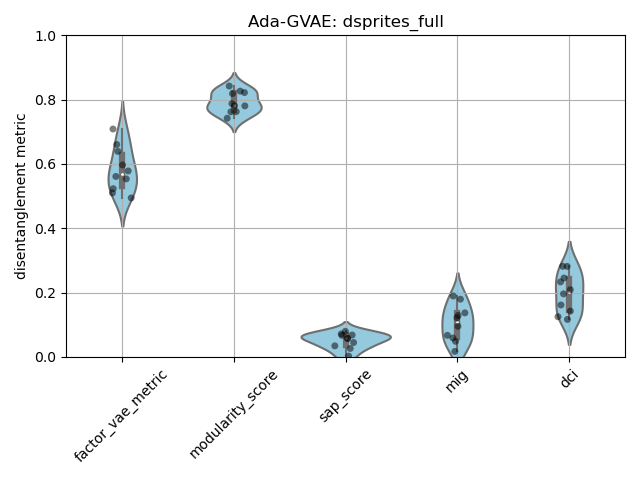 Ada-GVAE: dsprites_full
disentanglement metric
1.0
0.8
0.6
0.4
0.2
0.0
factor_vae_metric
modularity_score
sap_score
mig
dci